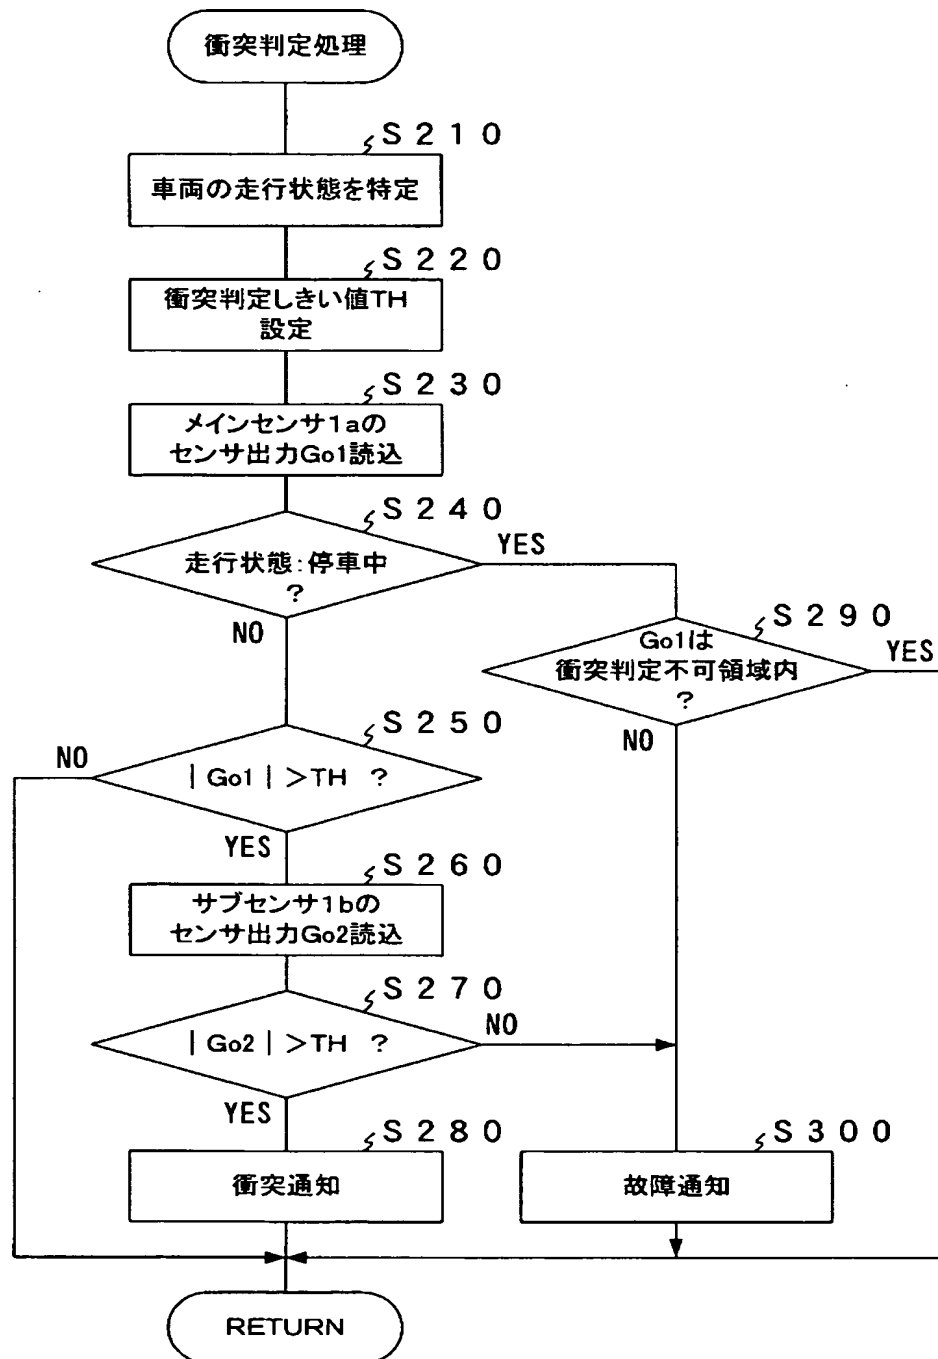 衝突判定処理
S210
車両の走行状態を特定
S220
衝突判定しきい値TH
設定
S230
メインセンサ1aの
センサ出力Go1読込
S240
走行状態:停車中
?
YES
NO
S290
Go1は
衝突判定不可領域内
?
YES
NO
S250
|Go1|>TH ?
NO
YES
S260
サブセンサ1bの
センサ出力Go2読込
S270
|Go2|>TH ?
NO
YES
S280
衝突通知
S300
故障通知
RETURN